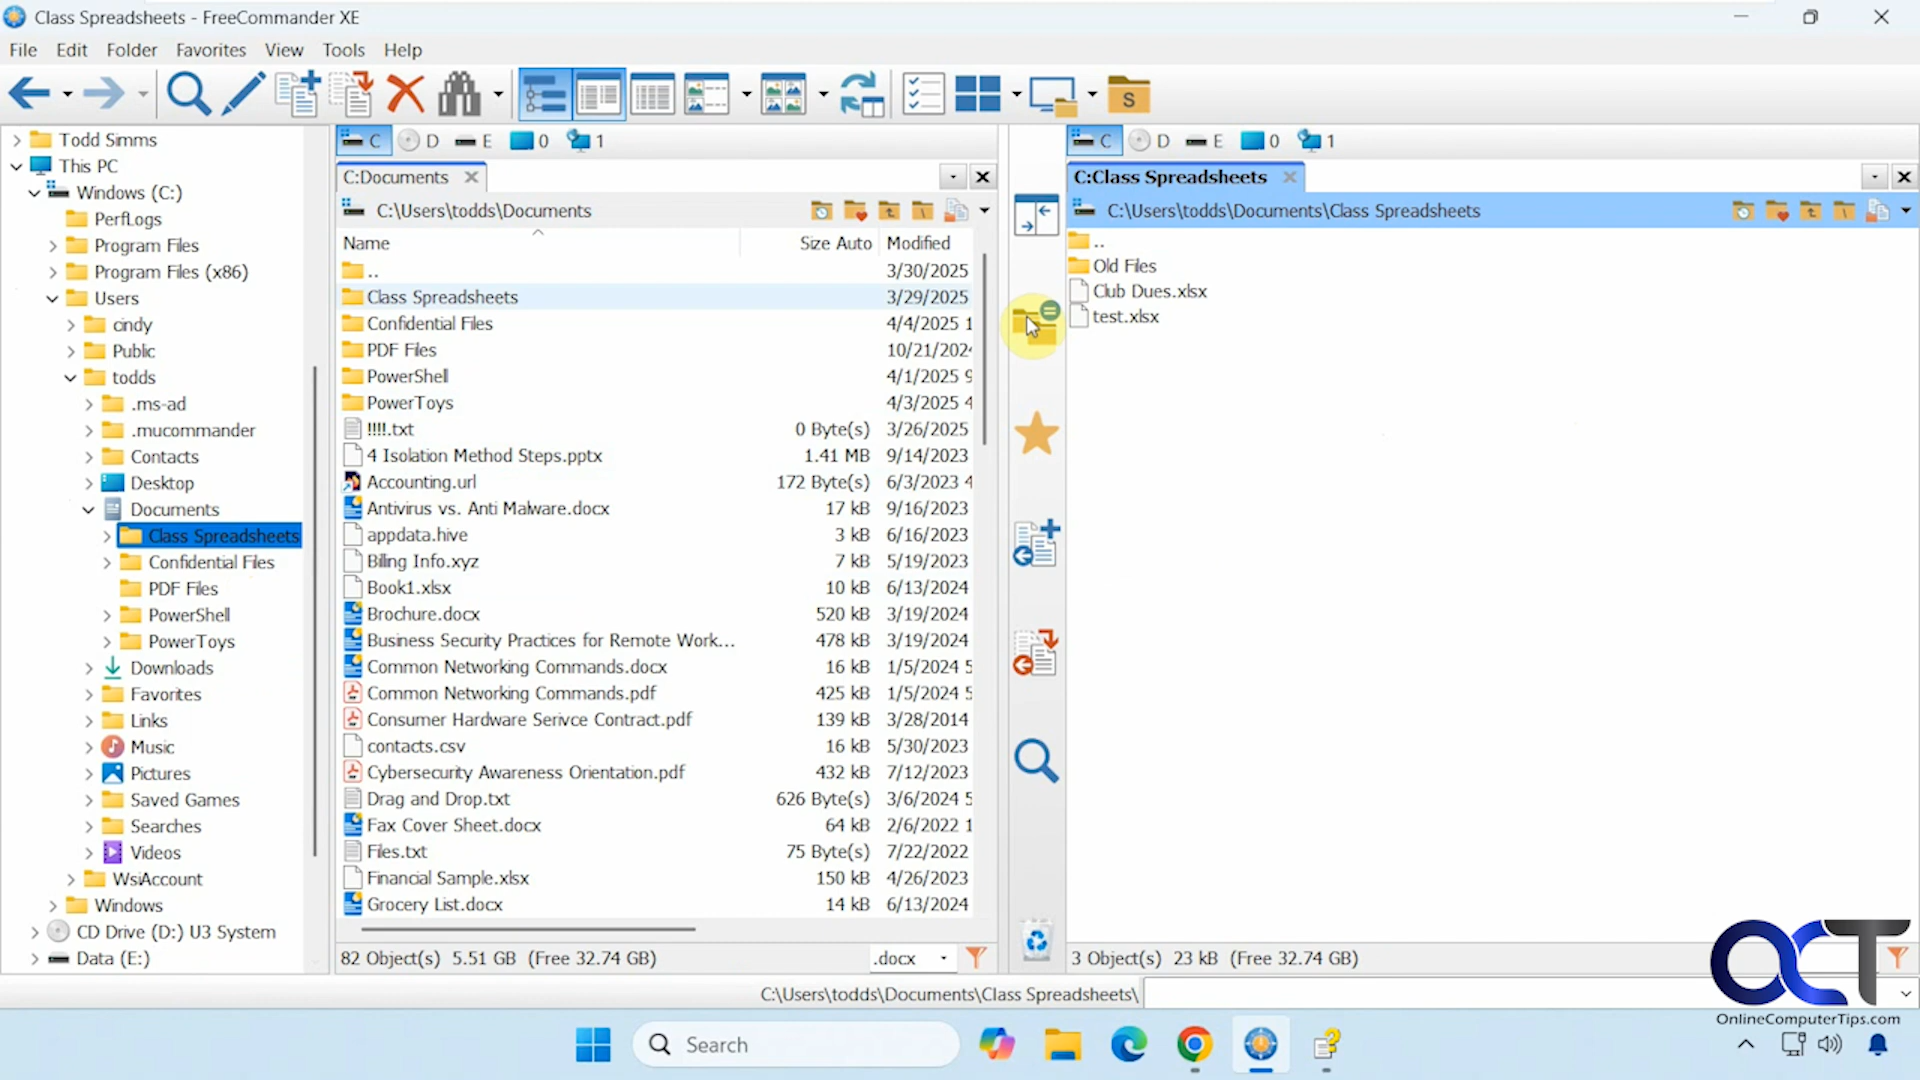 Class Spreadsheets - FreeCommander XE
File Edit Folder Favorites View Tools Help
S
Todd Simms
This PC
Windows (C:)
PerfLogs
Program Files
Program Files (x86)
Users
cindy
Public
todds
.ms-ad
.mucommander
Contacts
Desktop
Documents
Class Spreadsheets
Confidential Files
PDF Files
PowerShell
PowerToys
Downloads
Favorites
Links
Music
Pictures
Saved Games
Searches
Videos
WsiAccount
Windows
CD Drive (D:) U3 System
Data (E:)
C D E 0 1
C:Documents
C:\Users\todds\Documents
Name Size Auto Modified
.. 3/30/2025
Class Spreadsheets 3/29/2025
Confidential Files 4/4/2025 1
PDF Files 10/21/2024
PowerShell 4/1/2025 9
PowerToys 4/3/2025 4
!!!!.txt 0 Byte(s) 3/26/2025
4 Isolation Method Steps.pptx 1.41 MB 9/14/2023
Accounting.url 172 Byte(s) 6/3/2023 4
Antivirus vs. Anti Malware.docx 17 kB 9/16/2023
appdata.hive 3 kB 6/16/2023
Billing Info.xyz 7 kB 5/19/2023
Book1.xlsx 10 kB 6/13/2024
Brochure.docx 520 kB 3/19/2024
Business Security Practices for Remote Work... 478 kB 3/19/2024
Common Networking Commands.docx 16 kB 1/5/2024 5
Common Networking Commands.pdf 425 kB 1/5/2024 5
Consumer Hardware Serivce Contract.pdf 139 kB 3/28/2014
contacts.csv 16 kB 5/30/2023
Cybersecurity Awareness Orientation.pdf 432 kB 7/12/2023
Drag and Drop.txt 626 Byte(s) 3/6/2024 5
Fax Cover Sheet.docx 64 kB 2/6/2022 1
Files.txt 75 Byte(s) 7/22/2022
Financial Sample.xlsx 150 kB 4/26/2023
Grocery List.docx 14 kB 6/13/2024
82 Object(s) 5.51 GB (Free 32.74 GB) .docx
C D E 0 1
C:Class Spreadsheets
C:\Users\todds\Documents\Class Spreadsheets
..
Old Files
Club Dues.xlsx
test.xlsx
3 Object(s) 23 kB (Free 32.74 GB)
C:\Users\todds\Documents\Class Spreadsheets\
OCT
OnlineComputerTips.com
Search